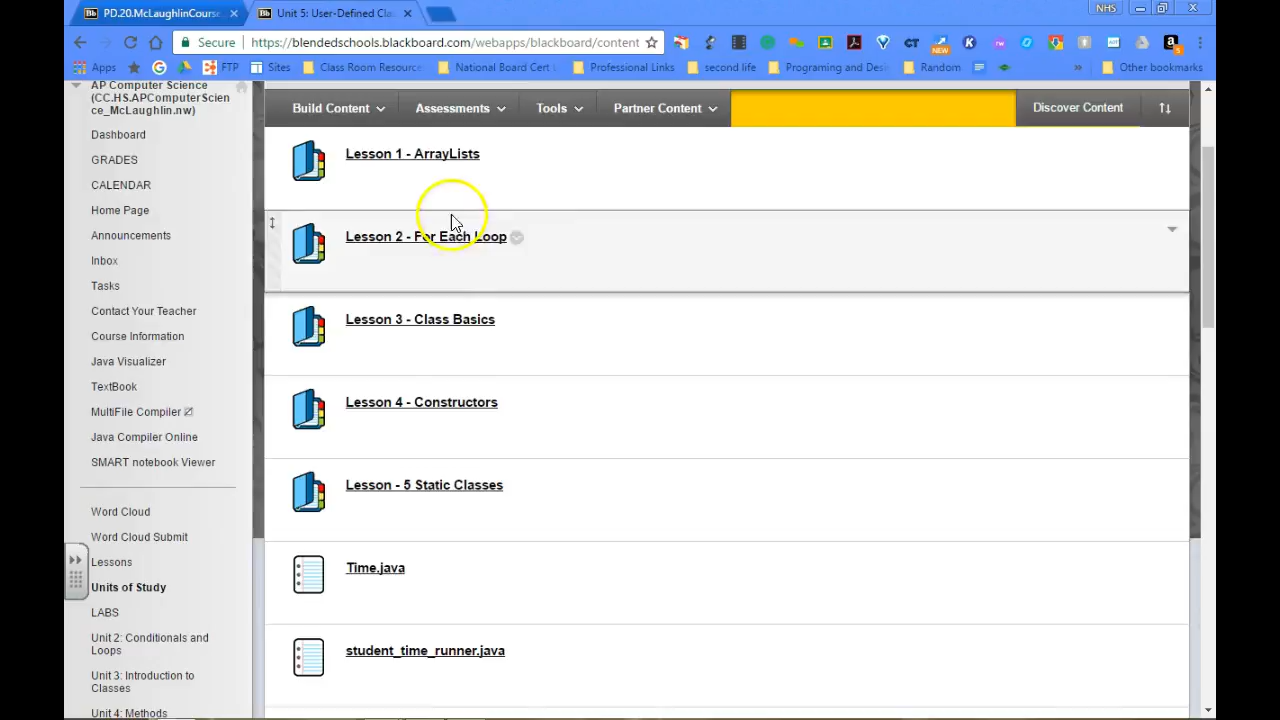 PD.20.McLaughlinCourse
Unit 5: User-Defined Cla
NHS
Secure
https://blendedschools.blackboard.com/webapps/blackboard/content
Apps
FTP
Sites
Class Room Resource
National Board Cert
Professional Links
second life
Programing and Des
Random
»
Other bookmarks
AP Computer Science
(CC.HS.APComputerScien
ce_McLaughlin.nw)
Dashboard
GRADES
CALENDAR
Home Page
Announcements
Inbox
Tasks
Contact Your Teacher
Course Information
Java Visualizer
TextBook
MultiFile Compiler
Java Compiler Online
SMART notebook Viewer
Word Cloud
Word Cloud Submit
Lessons
Units of Study
LABS
Unit 2: Conditionals and
Loops
Unit 3: Introduction to
Classes
Unit 4: Methods
Build Content
Assessments
Tools
Partner Content
Discover Content
Lesson 1 - ArrayLists
Lesson 2 - For Each Loop
Lesson 3 - Class Basics
Lesson 4 - Constructors
Lesson - 5 Static Classes
Time.java
student_time_runner.java